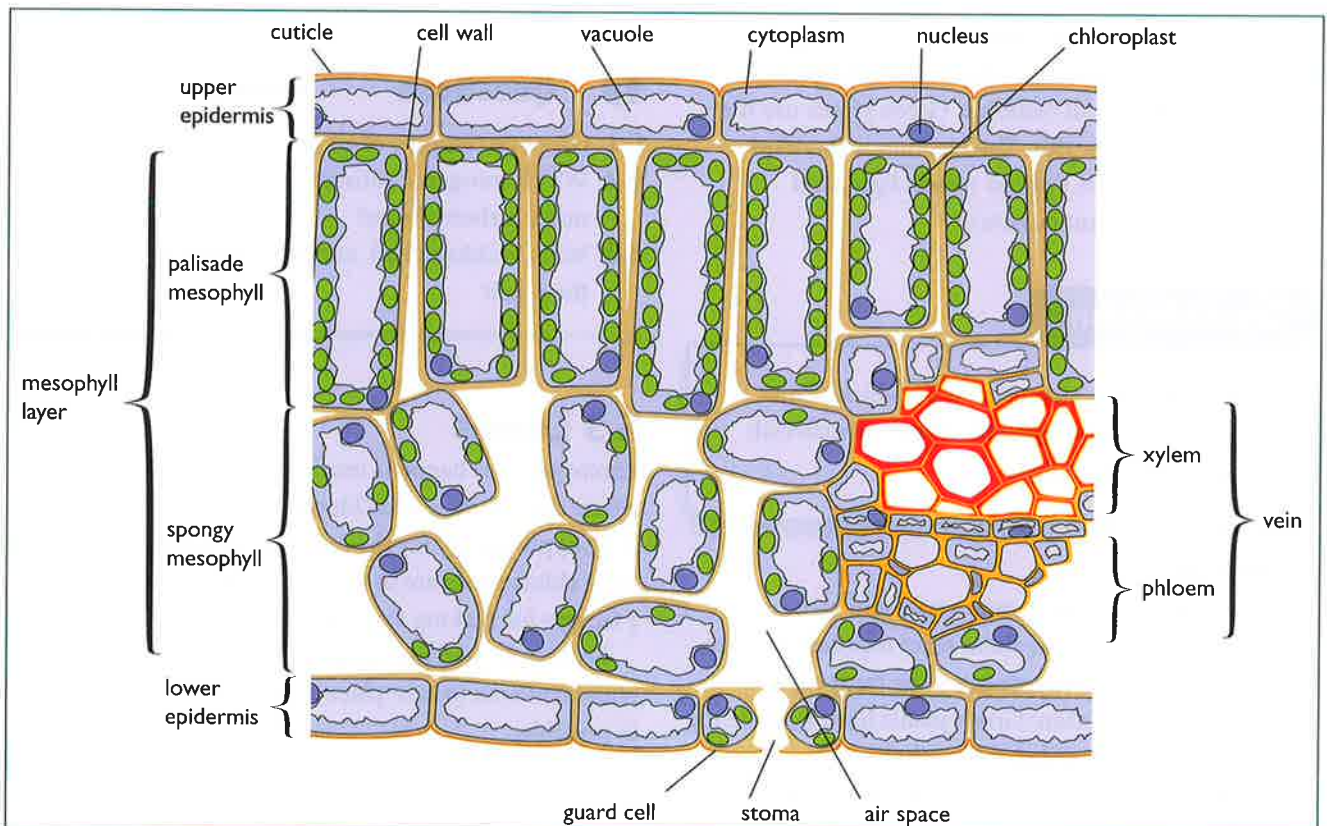 cuticle
cell wall
vacuole
cytoplasm
nucleus
chloroplast
upper
epidermis
palisade
mesophyll
mesophyll
layer
xylem
vein
spongy
mesophyll
phloem
lower
epidermis
guard cell
stoma
air space